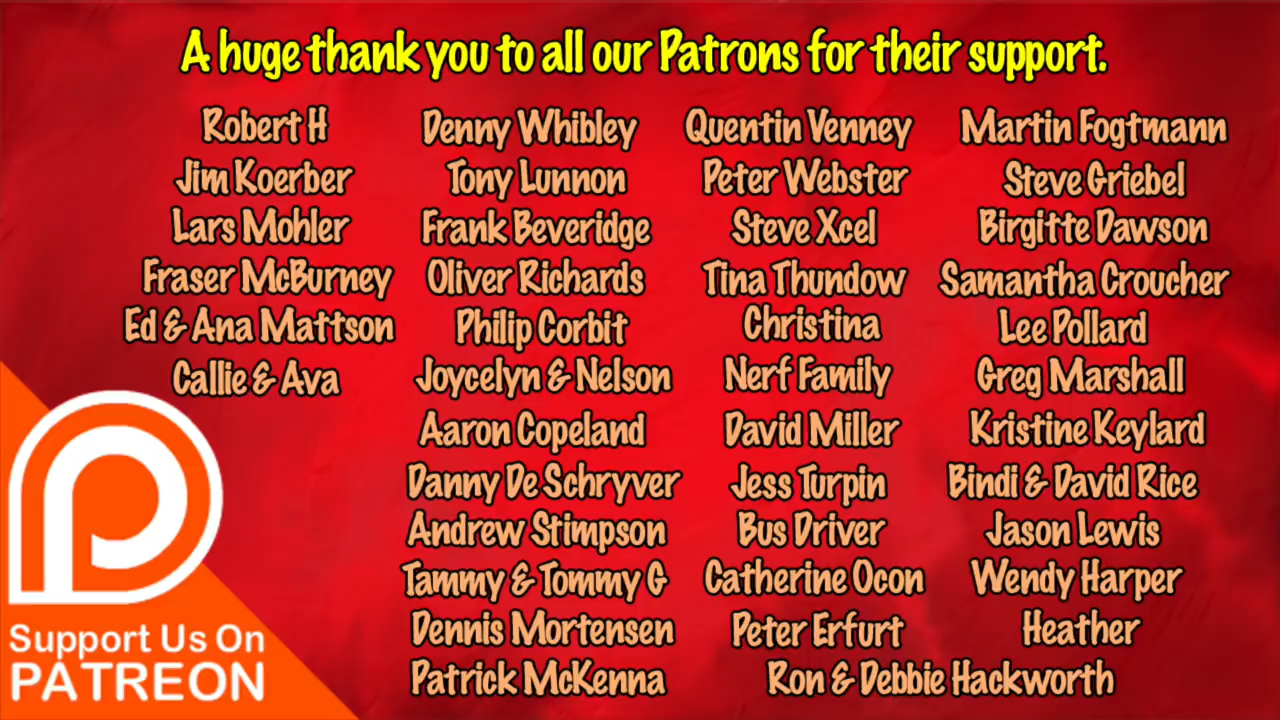 A huge thank you to all our Patrons for their support.
Robert H
Jim Koerber
Lars Mohler
Fraser McBurney
Ed & Ana Mattson
Callie & Ava
Denny Whibley
Tony Lunnon
Frank Beveridge
Oliver Richards
Philip Corbit
Joycelyn & Nelson
Aaron Copeland
Danny De Schryver
Andrew Stimpson
Tammy & Tommy G
Dennis Mortensen
Patrick McKenna
Quentin Venney
Peter Webster
Steve Xcel
Tina Thundow
Christina
Nerf Family
David Miller
Jess Turpin
Bus Driver
Catherine Ocon
Peter Erfurt
Martin Fogtmann
Steve Griebel
Birgitte Dawson
Samantha Croucher
Lee Pollard
Greg Marshall
Kristine Keylard
Bindi & David Rice
Jason Lewis
Wendy Harper
Heather
Ron & Debbie Hackworth
Support Us On
PATREON